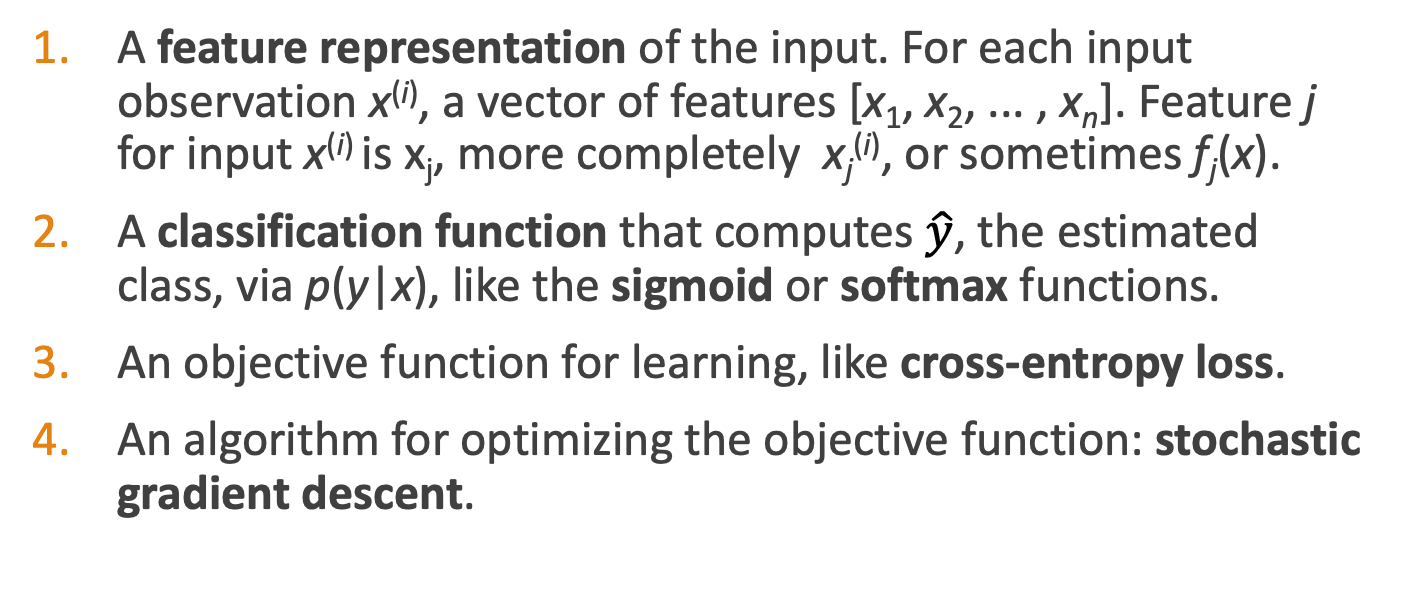 1. A feature representation of the input. For each input
observation x⁽ⁱ⁾, a vector of features [x₁, x₂, ... , xₙ]. Feature j
for input x⁽ⁱ⁾ is xⱼ, more completely xⱼ⁽ⁱ⁾, or sometimes fⱼ(x).
2. A classification function that computes ŷ, the estimated
class, via p(y|x), like the sigmoid or softmax functions.
3. An objective function for learning, like cross-entropy loss.
4. An algorithm for optimizing the objective function: stochastic
gradient descent.